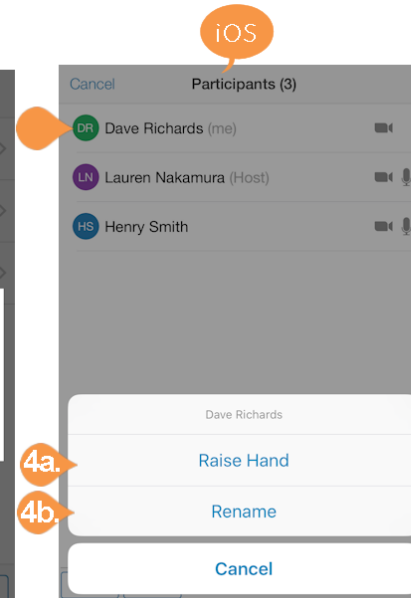 iOS
Cancel Participants (3)
DR Dave Richards (me)
LN Lauren Nakamura (Host)
HS Henry Smith
Dave Richards
4a. Raise Hand
4b. Rename
Cancel